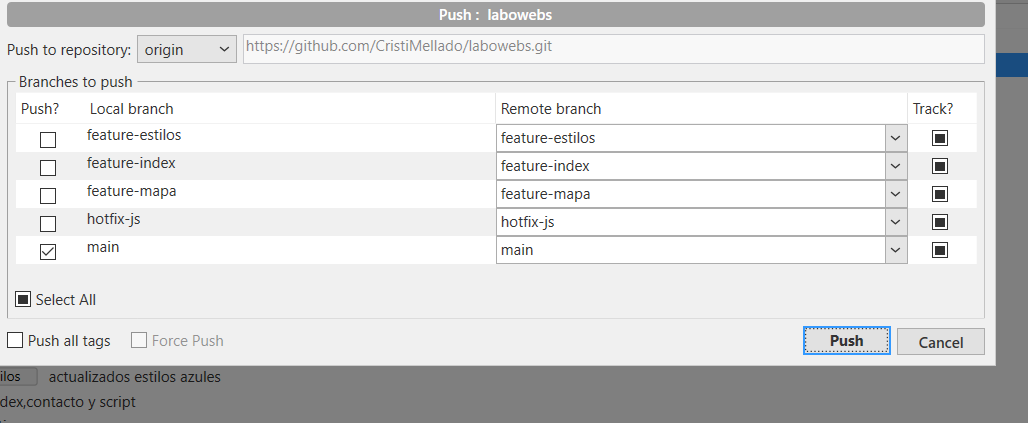 Push : labowebs
Push to repository: origin https://github.com/CristiMellado/labowebs.git
Branches to push
Push? Local branch Remote branch Track?
feature-estilos feature-estilos
feature-index feature-index
feature-mapa feature-mapa
hotfix-js hotfix-js
main main
Select All
Push all tags Force Push Push Cancel
ilos actualizados estilos azules
dex,contacto y script